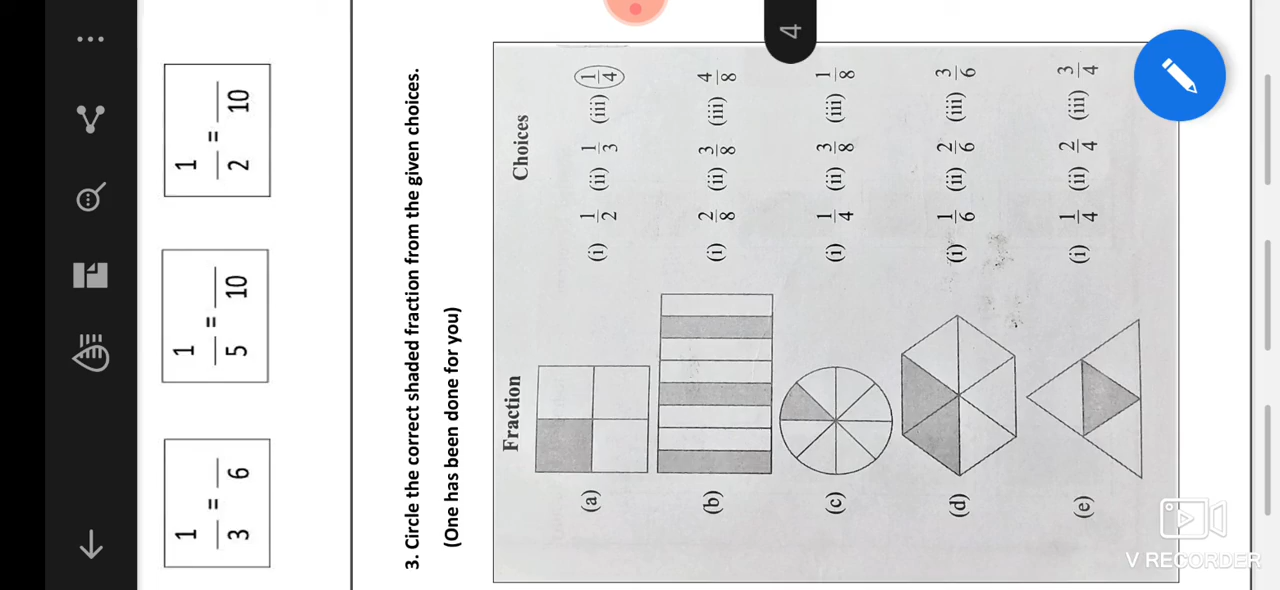 1/3 = __/6
1/5 = __/10
1/2 = __/10
3. Circle the correct shaded fraction from the given choices.
(One has been done for you)
Fraction Choices
(a) (i) 1/2 (ii) 1/3 (iii) 1/4
(b) (i) 2/8 (ii) 3/8 (iii) 4/8
(c) (i) 1/4 (ii) 3/8 (iii) 1/8
(d) (i) 1/6 (ii) 2/6 (iii) 3/6
(e) (i) 1/4 (ii) 2/4 (iii) 3/4
4
V RECORDER